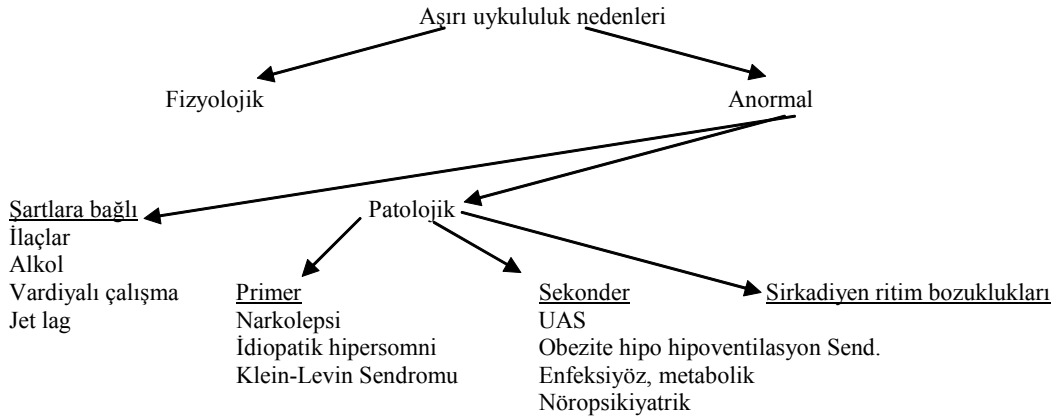 Aşırı uykululuk nedenleri
Fizyolojik
Anormal
Şartlara bağlı
İlaçlar
Alkol
Vardiyalı çalışma
Jet lag
Patolojik
Primer
Narkolepsi
İdiopatik hipersomni
Klein-Levin Sendromu
Sekonder
UAS
Obezite hipo hipoventilasyon Send.
Enfeksiyöz, metabolik
Nöropsikiyatrik
Sirkadiyen ritim bozuklukları